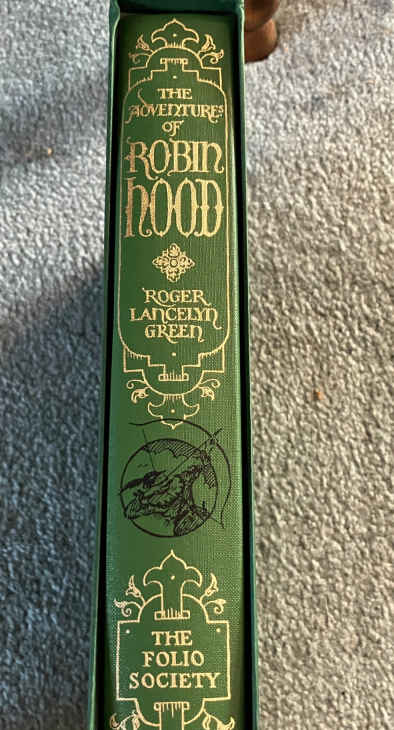 THE
ADVENTURES
OF
ROBIN
HOOD
ROGER
LANCELYN
GREEN
THE
FOLIO
SOCIETY